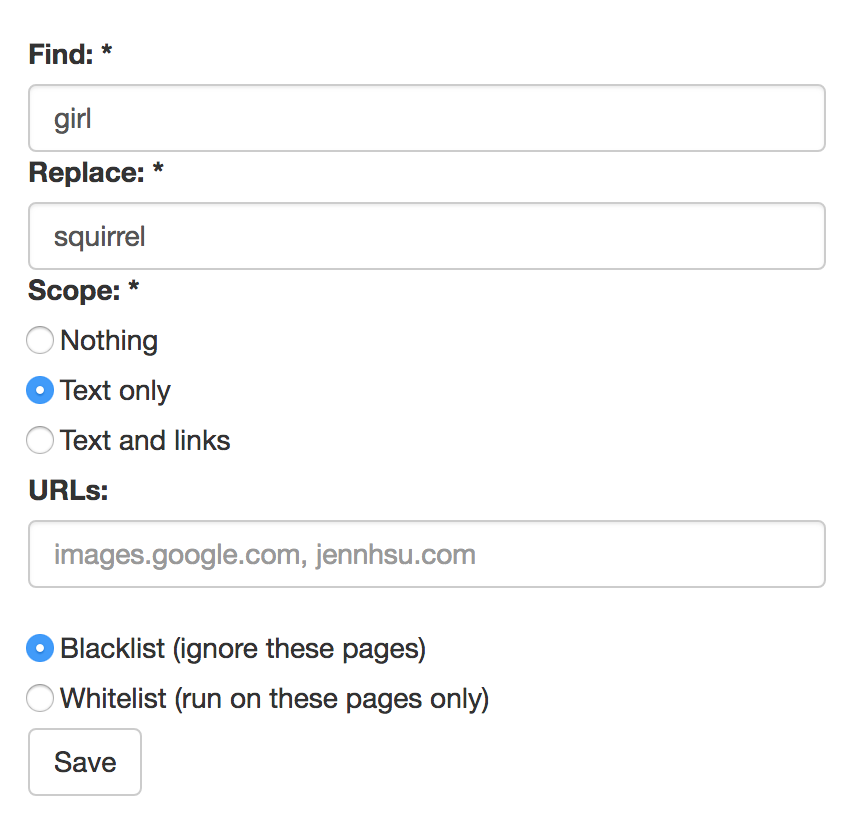 Find: *
girl
Replace: *
squirrel
Scope: *
Nothing
Text only
Text and links
URLs:
images.google.com, jennhsu.com
Blacklist (ignore these pages)
Whitelist (run on these pages only)
Save